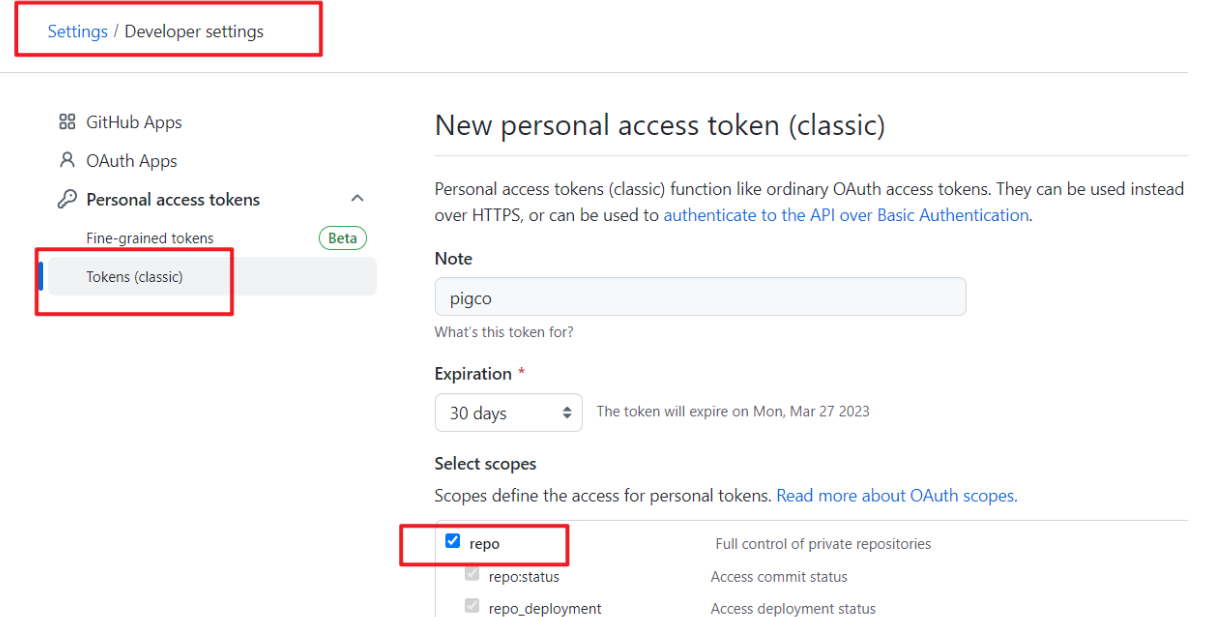 Settings / Developer settings
GitHub Apps
OAuth Apps
Personal access tokens
Fine-grained tokens Beta
Tokens (classic)
New personal access token (classic)
Personal access tokens (classic) function like ordinary OAuth access tokens. They can be used instead
over HTTPS, or can be used to authenticate to the API over Basic Authentication.
Note
pigco
What's this token for?
Expiration *
30 days The token will expire on Mon, Mar 27 2023
Select scopes
Scopes define the access for personal tokens. Read more about OAuth scopes.
repo Full control of private repositories
repo:status Access commit status
repo_deployment Access deployment status